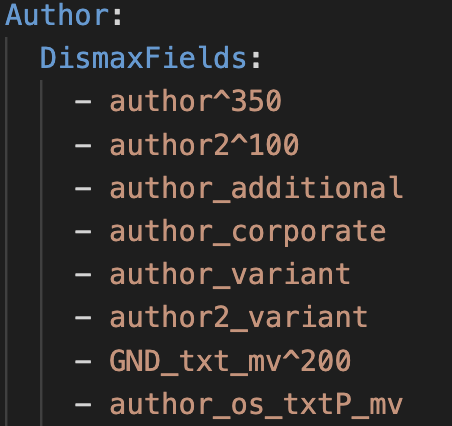 Author:
DismaxFields:
- author^350
- author2^100
- author_additional
- author_corporate
- author_variant
- author2_variant
- GND_txt_mv^200
- author_os_txtP_mv